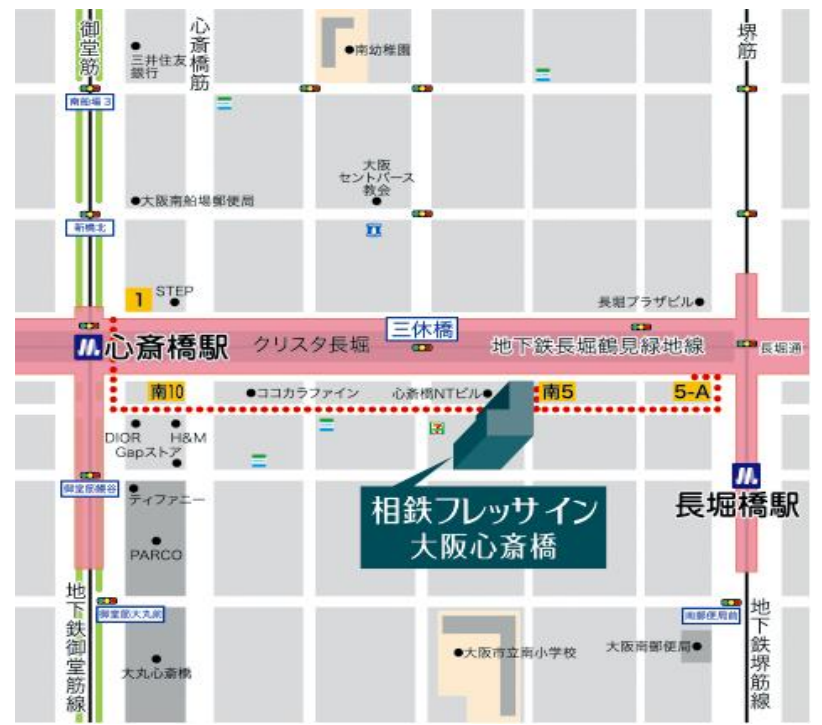 御堂筋
心斎橋筋
堺筋
三井住友
銀行
南幼稚園
南船場3
大阪
セントパース
教会
大阪南船場郵便局
新橋北
1
STEP
長堀プラザビル
三休橋
心斎橋駅
クリスタ長堀
地下鉄長堀鶴見緑地線
長堀通
南10
ココカラファイン
心斎橋NTビル
南5
5-A
DIOR
H&M
Gapストア
7
御堂筋鰻谷
ティファニー
相鉄フレッサイン
大阪心斎橋
長堀橋駅
PARCO
地下鉄御堂筋線
御堂筋大丸前
南郵便局前
地下鉄堺筋線
大阪市立南小学校
大阪南郵便局
大丸心斎橋